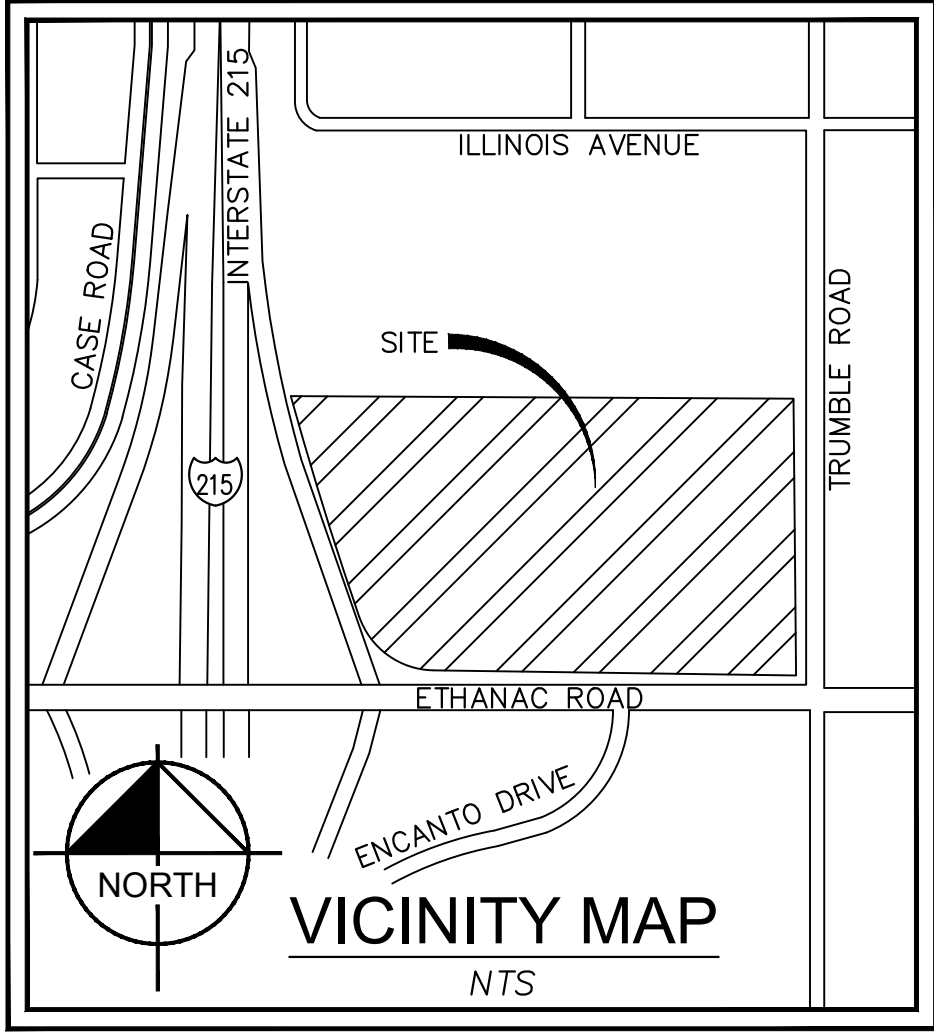 INTERSTATE 215
ILLINOIS AVENUE
CASE ROAD
TRUMBLE ROAD
SITE
215
ETHANAC ROAD
ENCANTO DRIVE
NORTH
VICINITY MAP
NTS